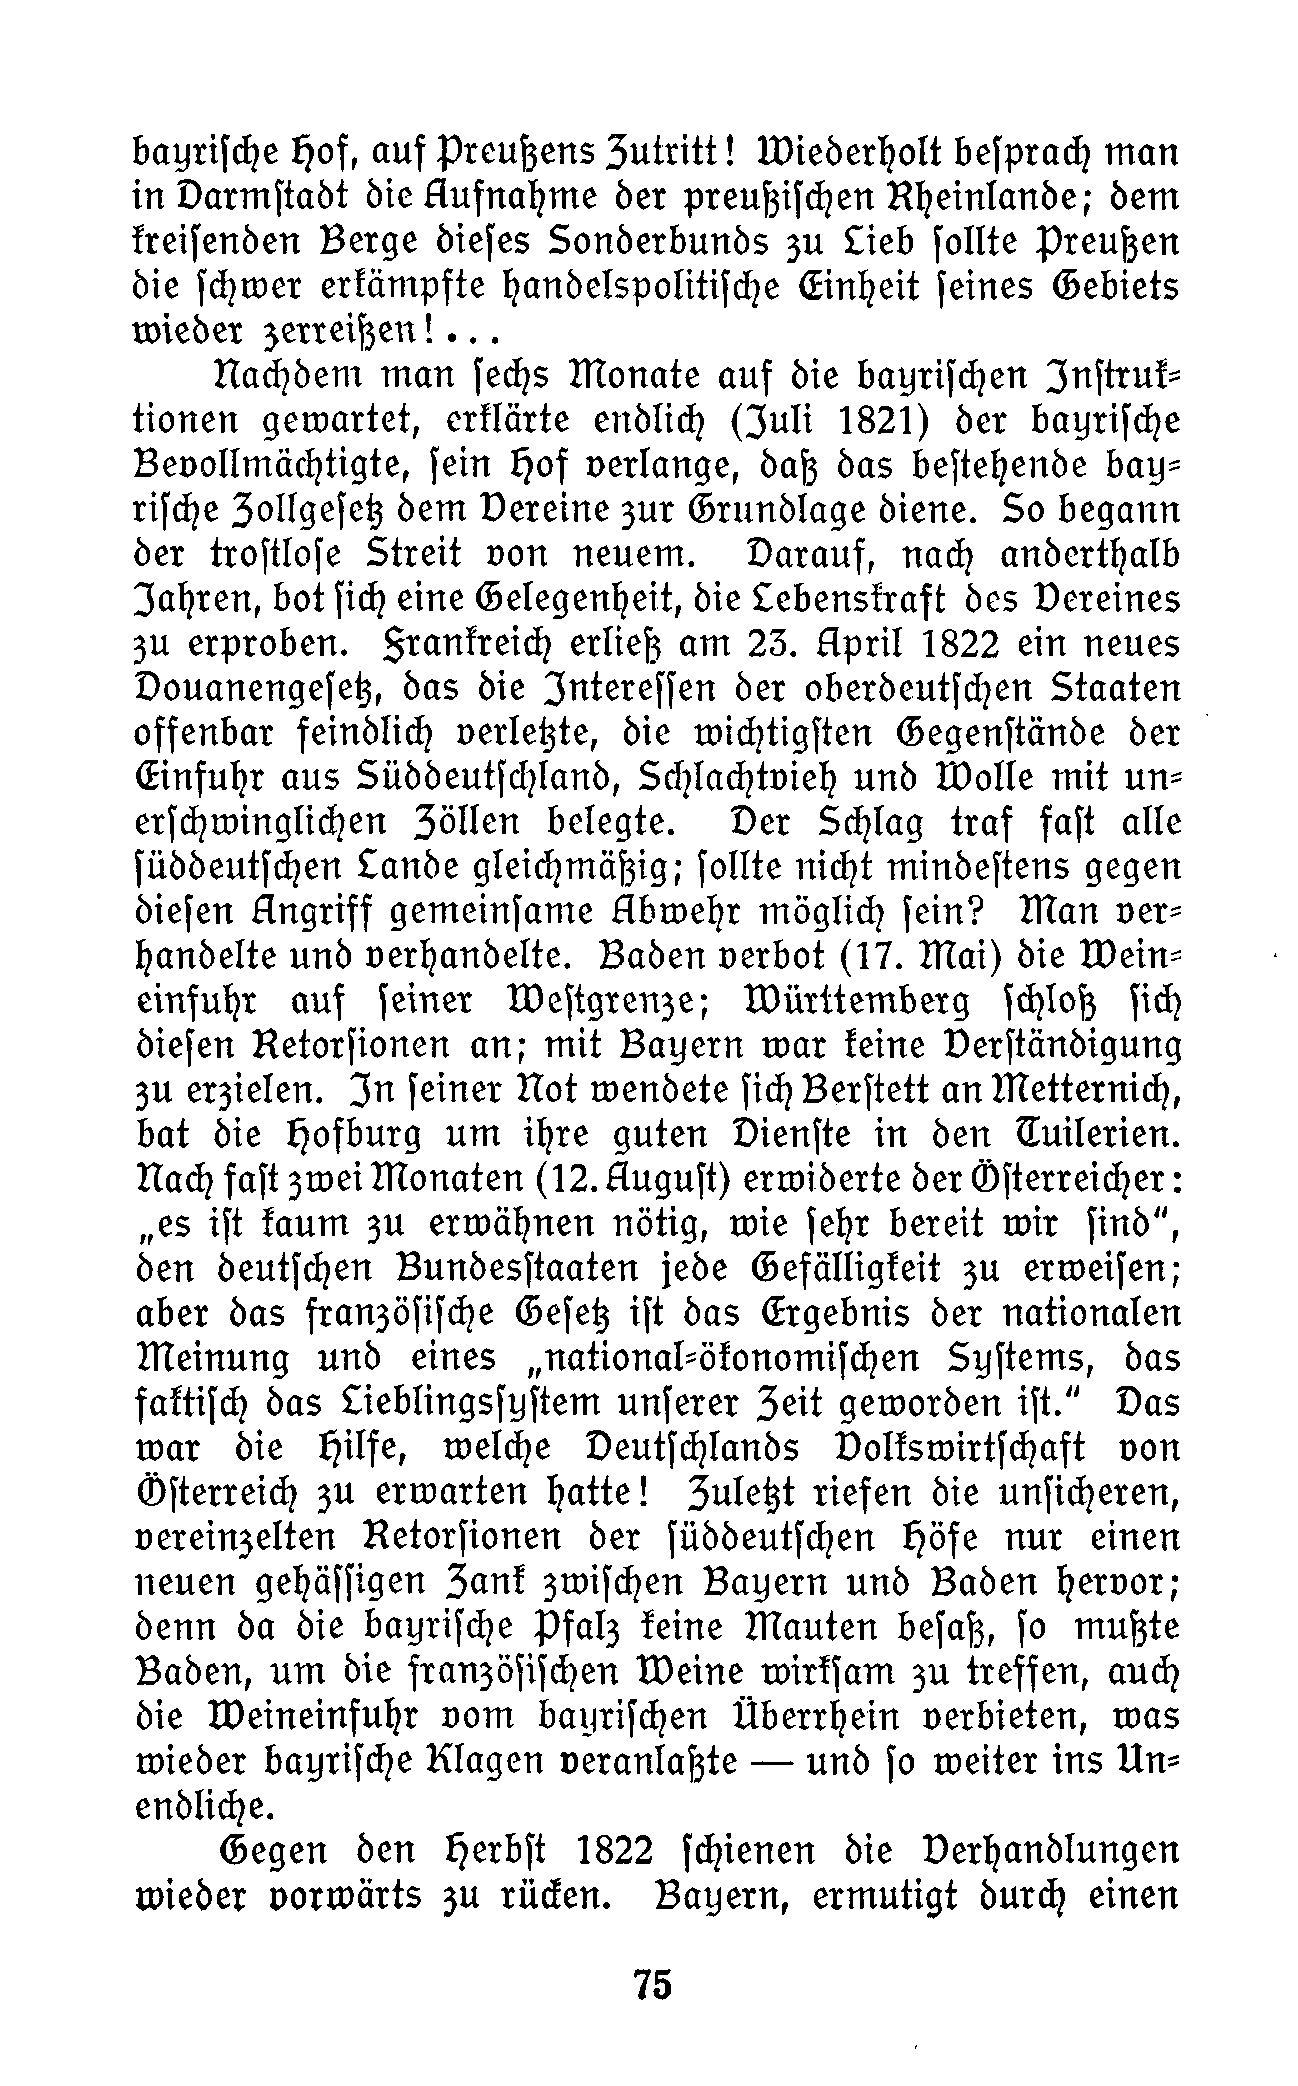 bayriſche Hof, auf Preußens Zutritt! Wiederholt beſprach man
in Darmſtadt die Aufnahme der preußiſchen Rheinlande; dem
kreiſenden Berge dieſes Sonderbunds zu Lieb ſollte Preußen
die ſchwer erkämpfte handelspolitiſche Einheit ſeines Gebiets
wieder zerreißen! . . .
Nachdem man ſechs Monate auf die bayriſchen Inſtruk-
tionen gewartet, erklärte endlich (Juli 1821) der bayriſche
Bevollmächtigte, ſein Hof verlange, daß das beſtehende bay-
riſche Zollgeſetz dem Vereine zur Grundlage diene. So begann
der troſtloſe Streit von neuem. Darauf, nach anderthalb
Jahren, bot ſich eine Gelegenheit, die Lebenskraft des Vereines
zu erproben. Frankreich erließ am 23. April 1822 ein neues
Douanengeſetz, das die Intereſſen der oberdeutſchen Staaten
offenbar feindlich verletzte, die wichtigſten Gegenſtände der
Einfuhr aus Süddeutſchland, Schlachtvieh und Wolle mit un-
erſchwinglichen Zöllen belegte. Der Schlag traf faſt alle
ſüddeutſchen Lande gleichmäßig; ſollte nicht mindeſtens gegen
dieſen Angriff gemeinſame Abwehr möglich ſein? Man ver-
handelte und verhandelte. Baden verbot (17. Mai) die Wein-
einfuhr auf ſeiner Weſtgrenze; Württemberg ſchloß ſich
dieſen Retorſionen an; mit Bayern war keine Verſtändigung
zu erzielen. In ſeiner Not wendete ſich Berſtett an Metternich,
bat die Hofburg um ihre guten Dienſte in den Tuilerien.
Nach faſt zwei Monaten (12. Auguſt) erwiderte der Öſterreicher:
„es iſt kaum zu erwähnen nötig, wie ſehr bereit wir ſind“,
den deutſchen Bundesſtaaten jede Gefälligkeit zu erweiſen;
aber das franzöſiſche Geſetz iſt das Ergebnis der nationalen
Meinung und eines „national-ökonomiſchen Syſtems, das
faktiſch das Lieblingsſyſtem unſerer Zeit geworden iſt.“ Das
war die Hilfe, welche Deutſchlands Volkswirtſchaft von
Öſterreich zu erwarten hatte! Zuletzt riefen die unſicheren,
vereinzelten Retorſionen der ſüddeutſchen Höfe nur einen
neuen gehäſſigen Zank zwiſchen Bayern und Baden hervor;
denn da die bayriſche Pfalz keine Mauten beſaß, ſo mußte
Baden, um die franzöſiſchen Weine wirkſam zu treffen, auch
die Weineinfuhr vom bayriſchen Überrhein verbieten, was
wieder bayriſche Klagen veranlaßte — und ſo weiter ins Un-
endliche.
Gegen den Herbſt 1822 ſchienen die Verhandlungen
wieder vorwärts zu rücken. Bayern, ermutigt durch einen
75